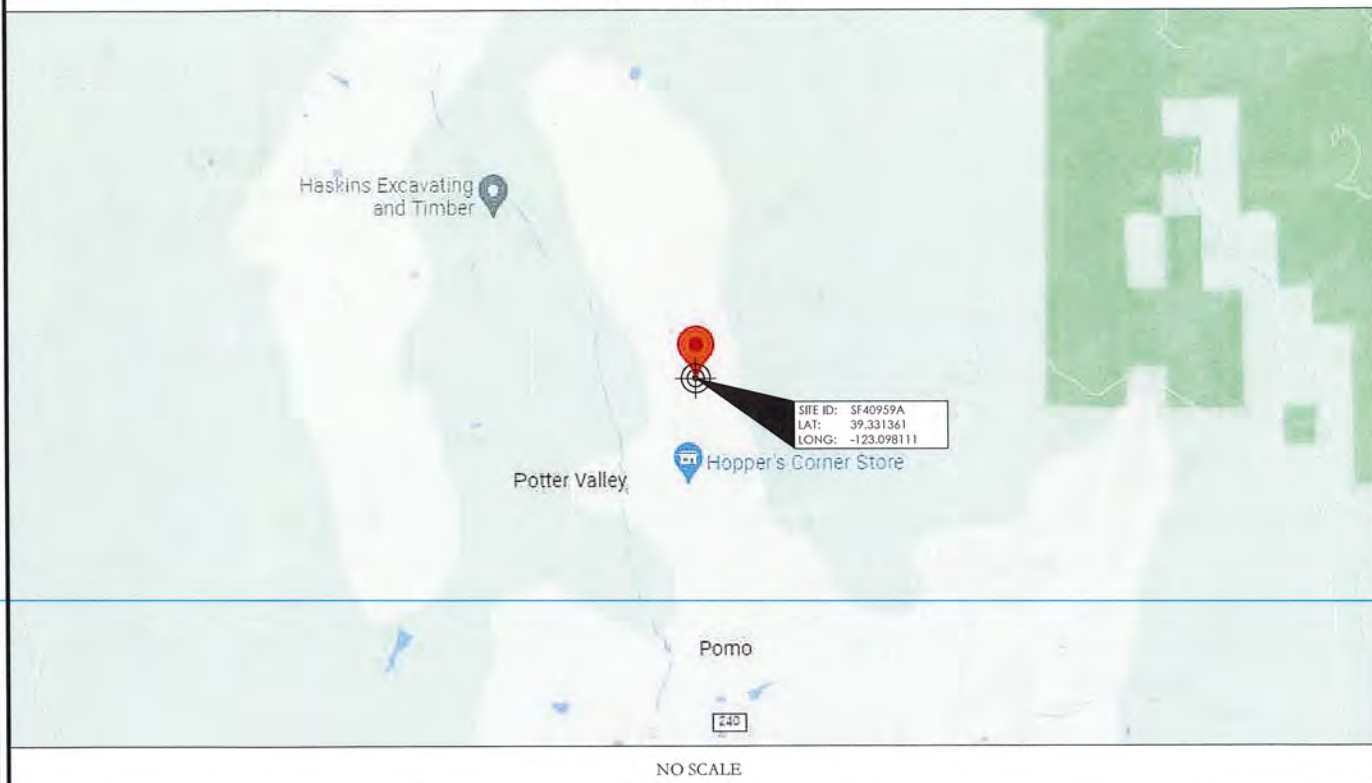 Haskins Excavating
and Timber
SITE ID: SF40959A
LAT: 39.331361
LONG: -123.098111
Hopper's Corner Store
Potter Valley
Pomo
240
NO SCALE